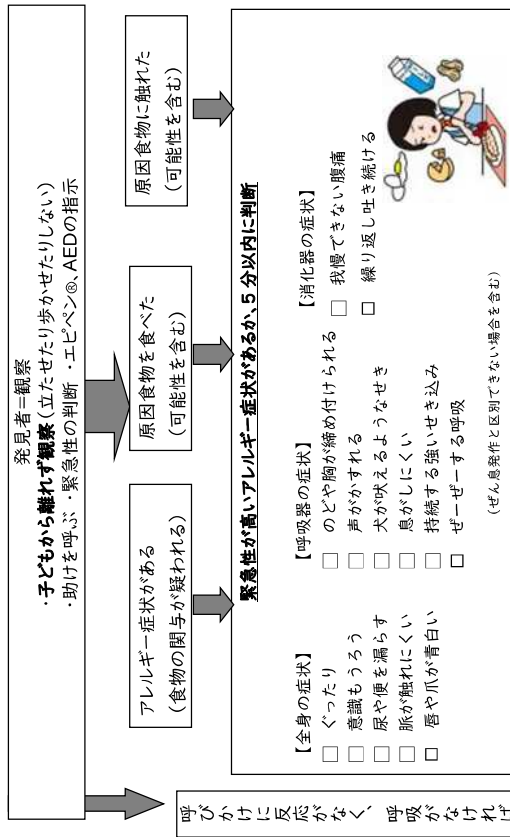 発見者=観察
・子どもから離れず観察(立たせたり歩かせたりしない)
・助けを呼ぶ ・緊急性の判断 ・エピペン®、AEDの指示
アレルギー症状がある
(食物の関与が疑われる)
原因食物を食べた
(可能性を含む)
原因食物に触れた
(可能性を含む)
緊急性が高いアレルギー症状があるか、5分以内に判断
【全身の症状】
□ ぐったり
□ 意識もうろう
□ 尿や便を漏らす
□ 脈が触れにくい
□ 唇や爪が青白い
【呼吸器の症状】
□ のどや胸が締め付けられる
□ 声がかすれる
□ 犬が吠えるようなせき
□ 息がしにくい
□ 持続する強いせき込み
□ ぜーぜーする呼吸
(ぜん息発作と区別できない場合を含む)
【消化器の症状】
□ 我慢できない腹痛
□ 繰り返し吐き続ける
呼びかけに反応がなく、呼吸がなければ